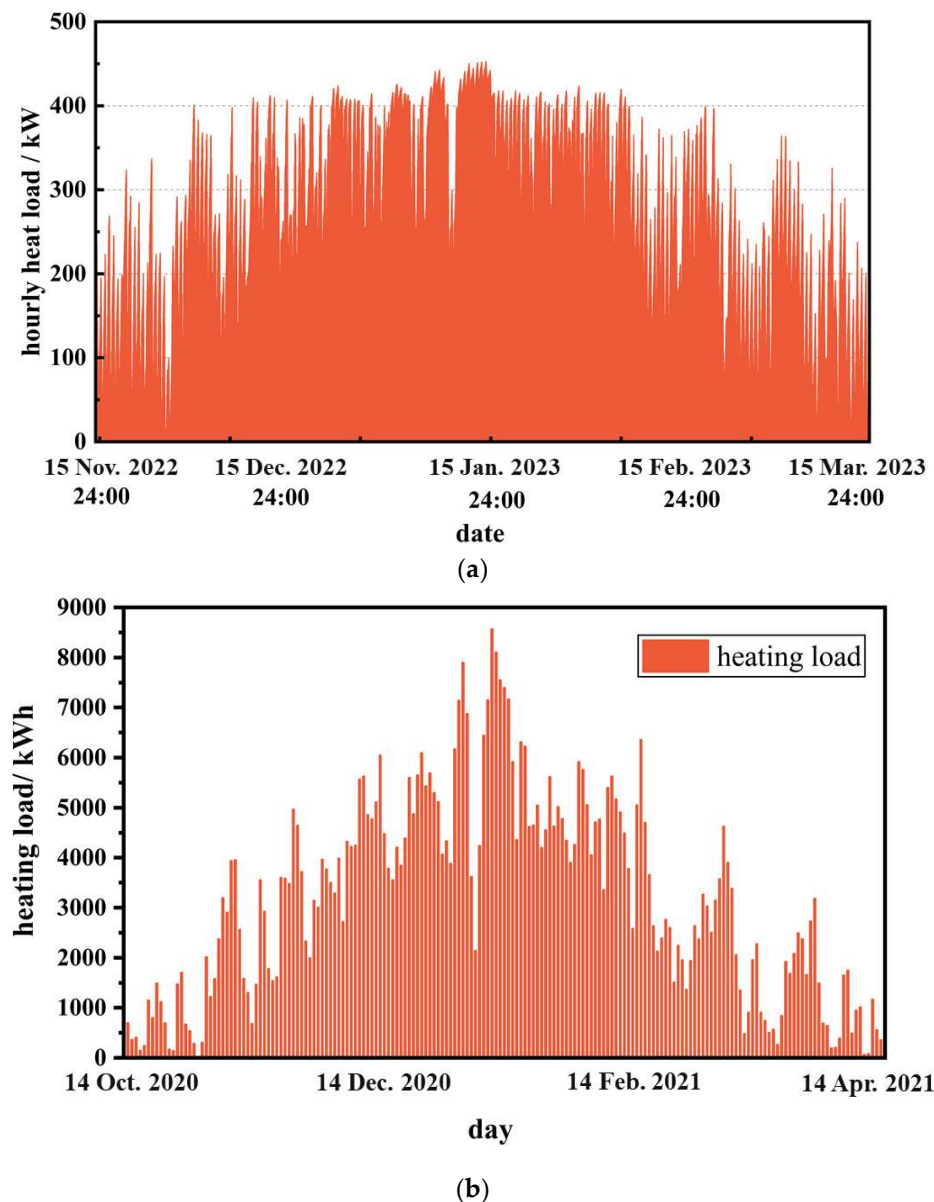 500
400
300
200
100
0
hourly heat load / kW
15 Nov. 2022 15 Dec. 2022 15 Jan. 2023 15 Feb. 2023 15 Mar. 2023
24:00 24:00 24:00 24:00 24:00
date
(a)
9000
8000
7000
6000
5000
4000
3000
2000
1000
0
heating load/ kWh
heating load
14 Oct. 2020 14 Dec. 2020 14 Feb. 2021 14 Apr. 2021
day
(b)